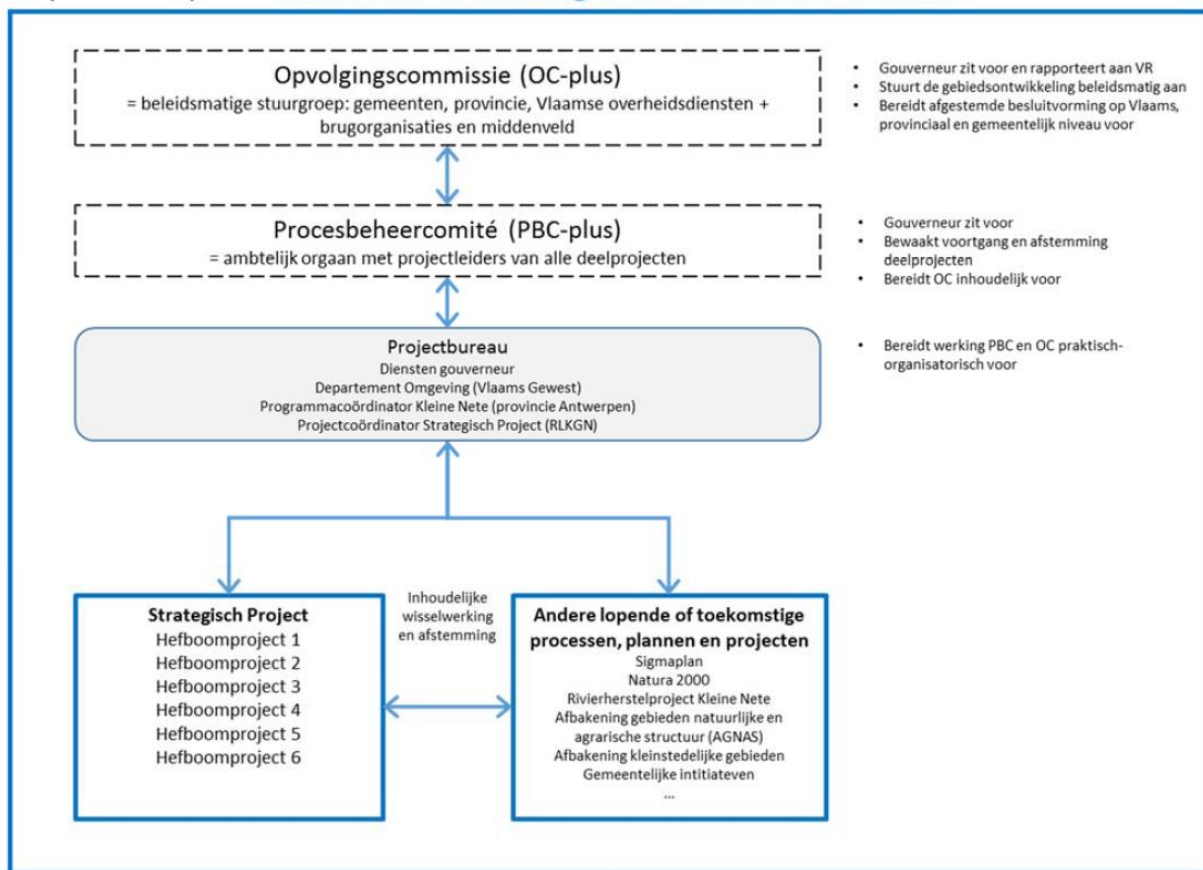 Opvolgingscommissie (OC-plus)
= beleidsmatige stuurgroep: gemeenten, provincie, Vlaamse overheidsdiensten +
brugorganisaties en middenveld
• Gouverneur zit voor en rapporteert aan VR
• Stuurt de gebiedsontwikkeling beleidsmatig aan
• Bereidt afgestemde besluitvorming op Vlaams,
provinciaal en gemeentelijk niveau voor
Procesbeheercomité (PBC-plus)
= ambtelijk orgaan met projectleiders van alle deelprojecten
• Gouverneur zit voor
• Bewaakt voortgang en afstemming
deelprojecten
• Bereidt OC inhoudelijk voor
Projectbureau
Diensten gouverneur
Departement Omgeving (Vlaams Gewest)
Programmacoördinator Kleine Nete (provincie Antwerpen)
Projectcoördinator Strategisch Project (RLKGN)
• Bereidt werking PBC en OC praktisch-
organisatorisch voor
Strategisch Project
Hefboomproject 1
Hefboomproject 2
Hefboomproject 3
Hefboomproject 4
Hefboomproject 5
Hefboomproject 6
Inhoudelijke
wisselwerking
en afstemming
Andere lopende of toekomstige
processen, plannen en projecten
Sigmaplan
Natura 2000
Rivierherstelproject Kleine Nete
Afbakening gebieden natuurlijke en
agrarische structuur (AGNAS)
Afbakening kleinstedelijke gebieden
Gemeentelijke intitiateven
...